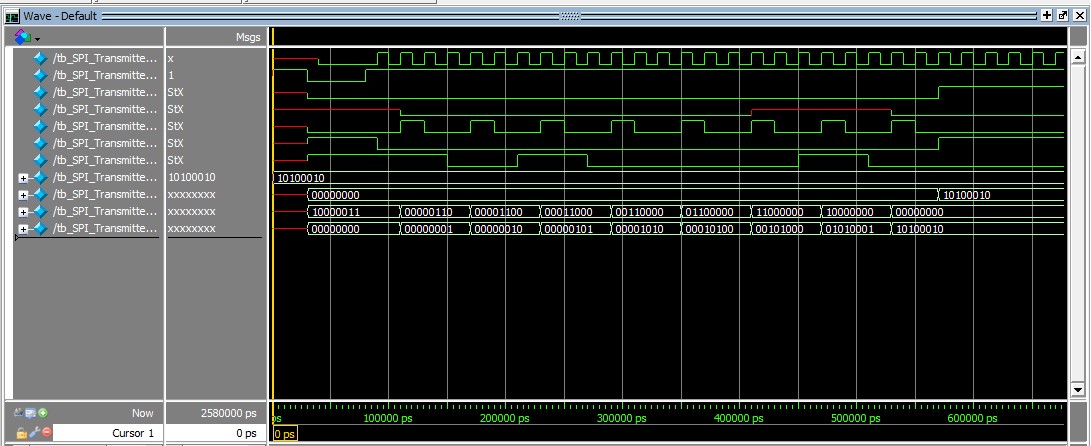 Wave - Default
Msgs
/tb_SPI_Transmitte... x
/tb_SPI_Transmitte... 1
/tb_SPI_Transmitte... StX
/tb_SPI_Transmitte... StX
/tb_SPI_Transmitte... StX
/tb_SPI_Transmitte... StX
/tb_SPI_Transmitte... StX
/tb_SPI_Transmitte... 10100010 10100010
/tb_SPI_Transmitte... xxxxxxxx 00000000 10100010
/tb_SPI_Transmitte... xxxxxxxx 10000011 00000110 00001100 00011000 00110000 01100000 11000000 10000000 00000000
/tb_SPI_Transmitte... xxxxxxxx 00000000 00000001 00000010 00000101 00001010 00010100 00101000 01010001 10100010
Now 2580000 ps ps 100000 ps 200000 ps 300000 ps 400000 ps 500000 ps 600000 ps
Cursor 1 0 ps 0 ps